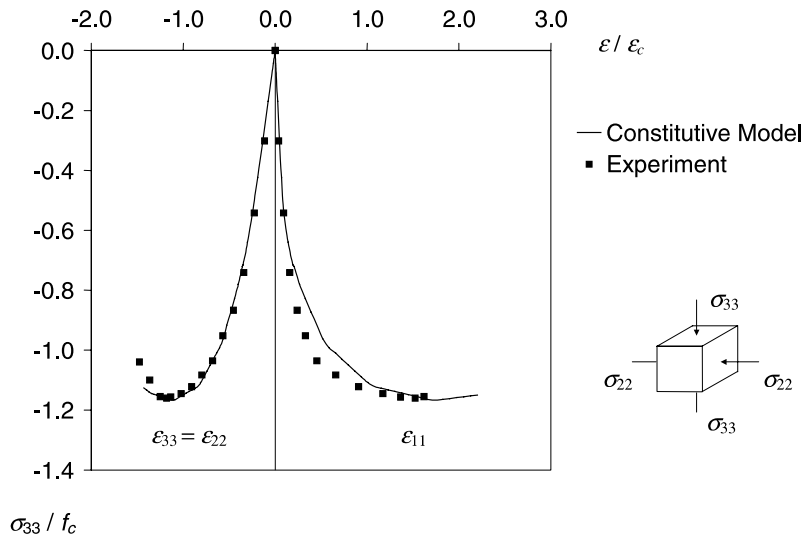 -2.0 -1.0 0.0 1.0 2.0 3.0
ε / ε_c
0.0
-0.2
-0.4
-0.6
-0.8
-1.0
-1.2
-1.4
Constitutive Model
Experiment
ε₃₃ = ε₂₂
ε₁₁
σ₃₃
σ₂₂
σ₂₂
σ₃₃
σ₃₃ / f_c